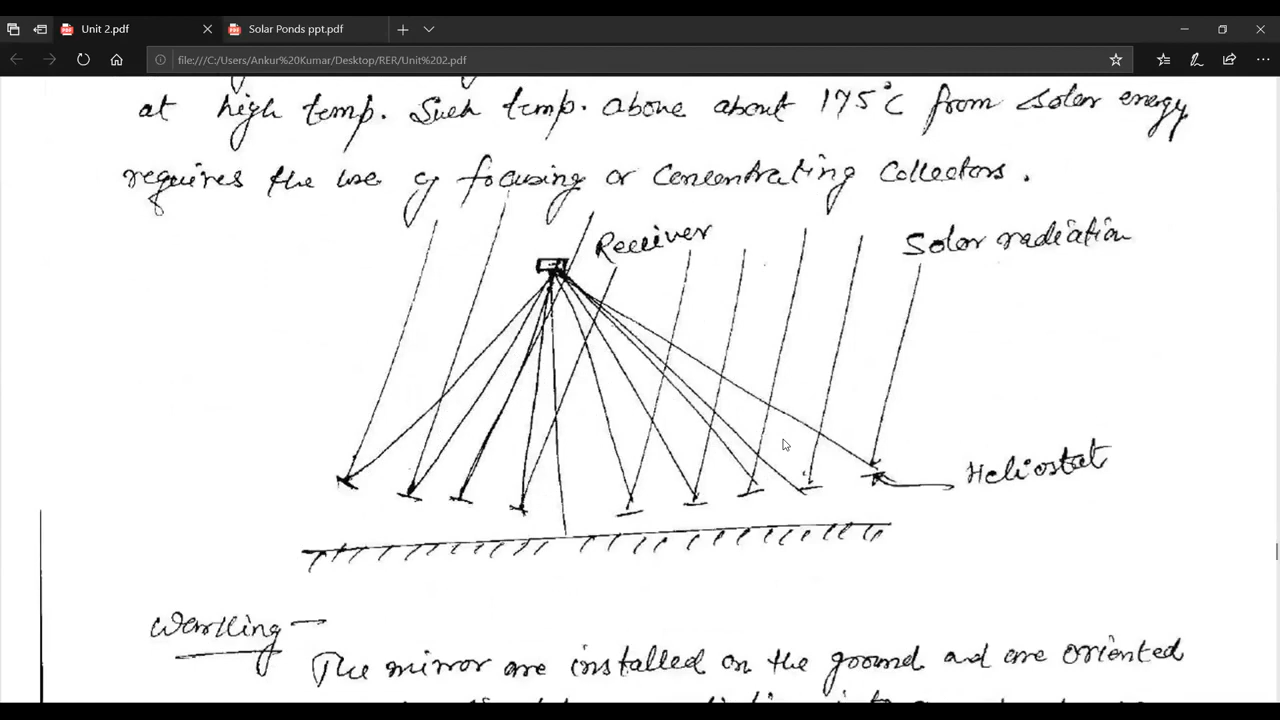 Unit 2.pdf
Solar Ponds ppt.pdf
file:///C:/Users/Ankur%20Kumar/Desktop/RER/Unit%202.pdf
at high temp. Such temp. above about 175°C from solar energy
requires the use of focusing or concentrating collectors.
Receiver
Solar radiation
Heliostat
Working
The mirror are installed on the ground and are oriented